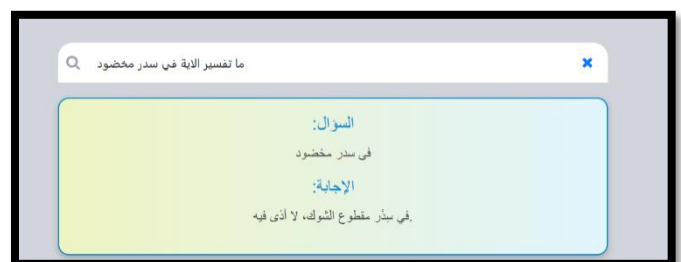 ما تفسير الاية في سدر مخضود
السؤال:
في سدر مخضود
الإجابة:
.في سِدْر مقطوع الشوك، لا أذى فيه